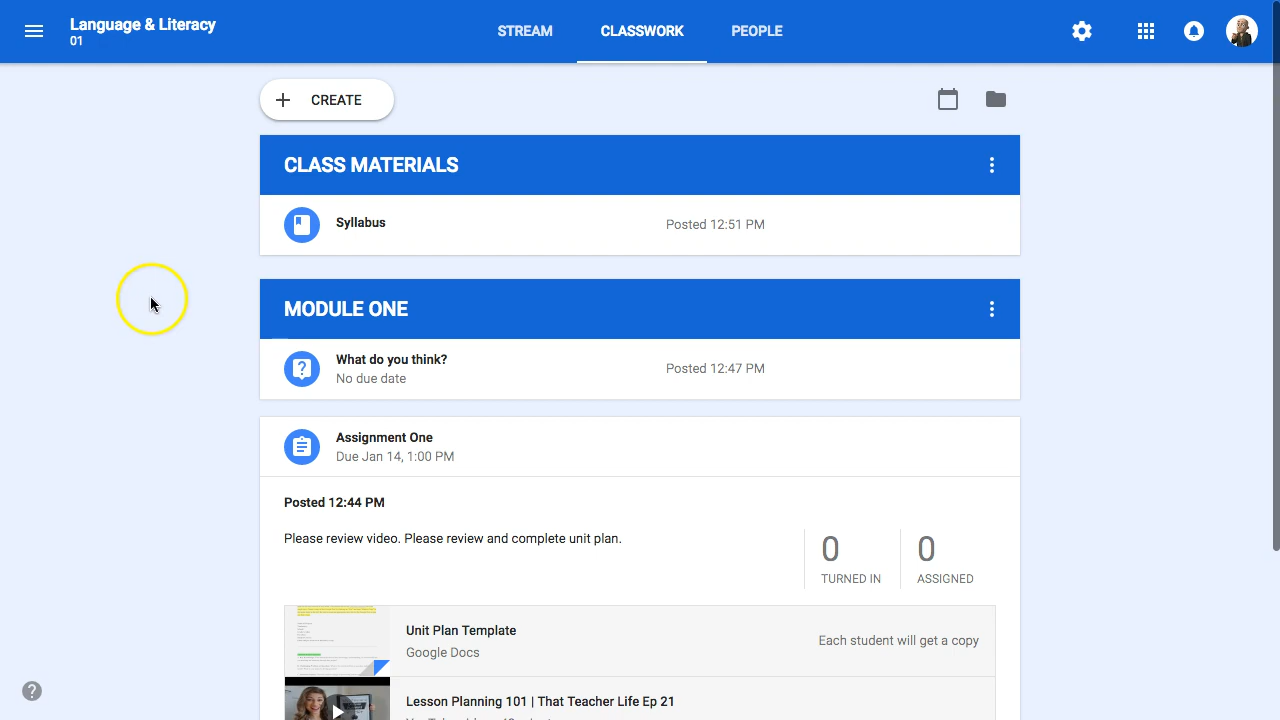 Language & Literacy
01
STREAM
CLASSWORK
PEOPLE
CREATE
CLASS MATERIALS
Syllabus
Posted 12:51 PM
MODULE ONE
What do you think?
No due date
Posted 12:47 PM
Assignment One
Due Jan 14, 1:00 PM
Posted 12:44 PM
Please review video. Please review and complete unit plan.
0
TURNED IN
0
ASSIGNED
Unit Plan Template
Google Docs
Each student will get a copy
Lesson Planning 101 | That Teacher Life Ep 21